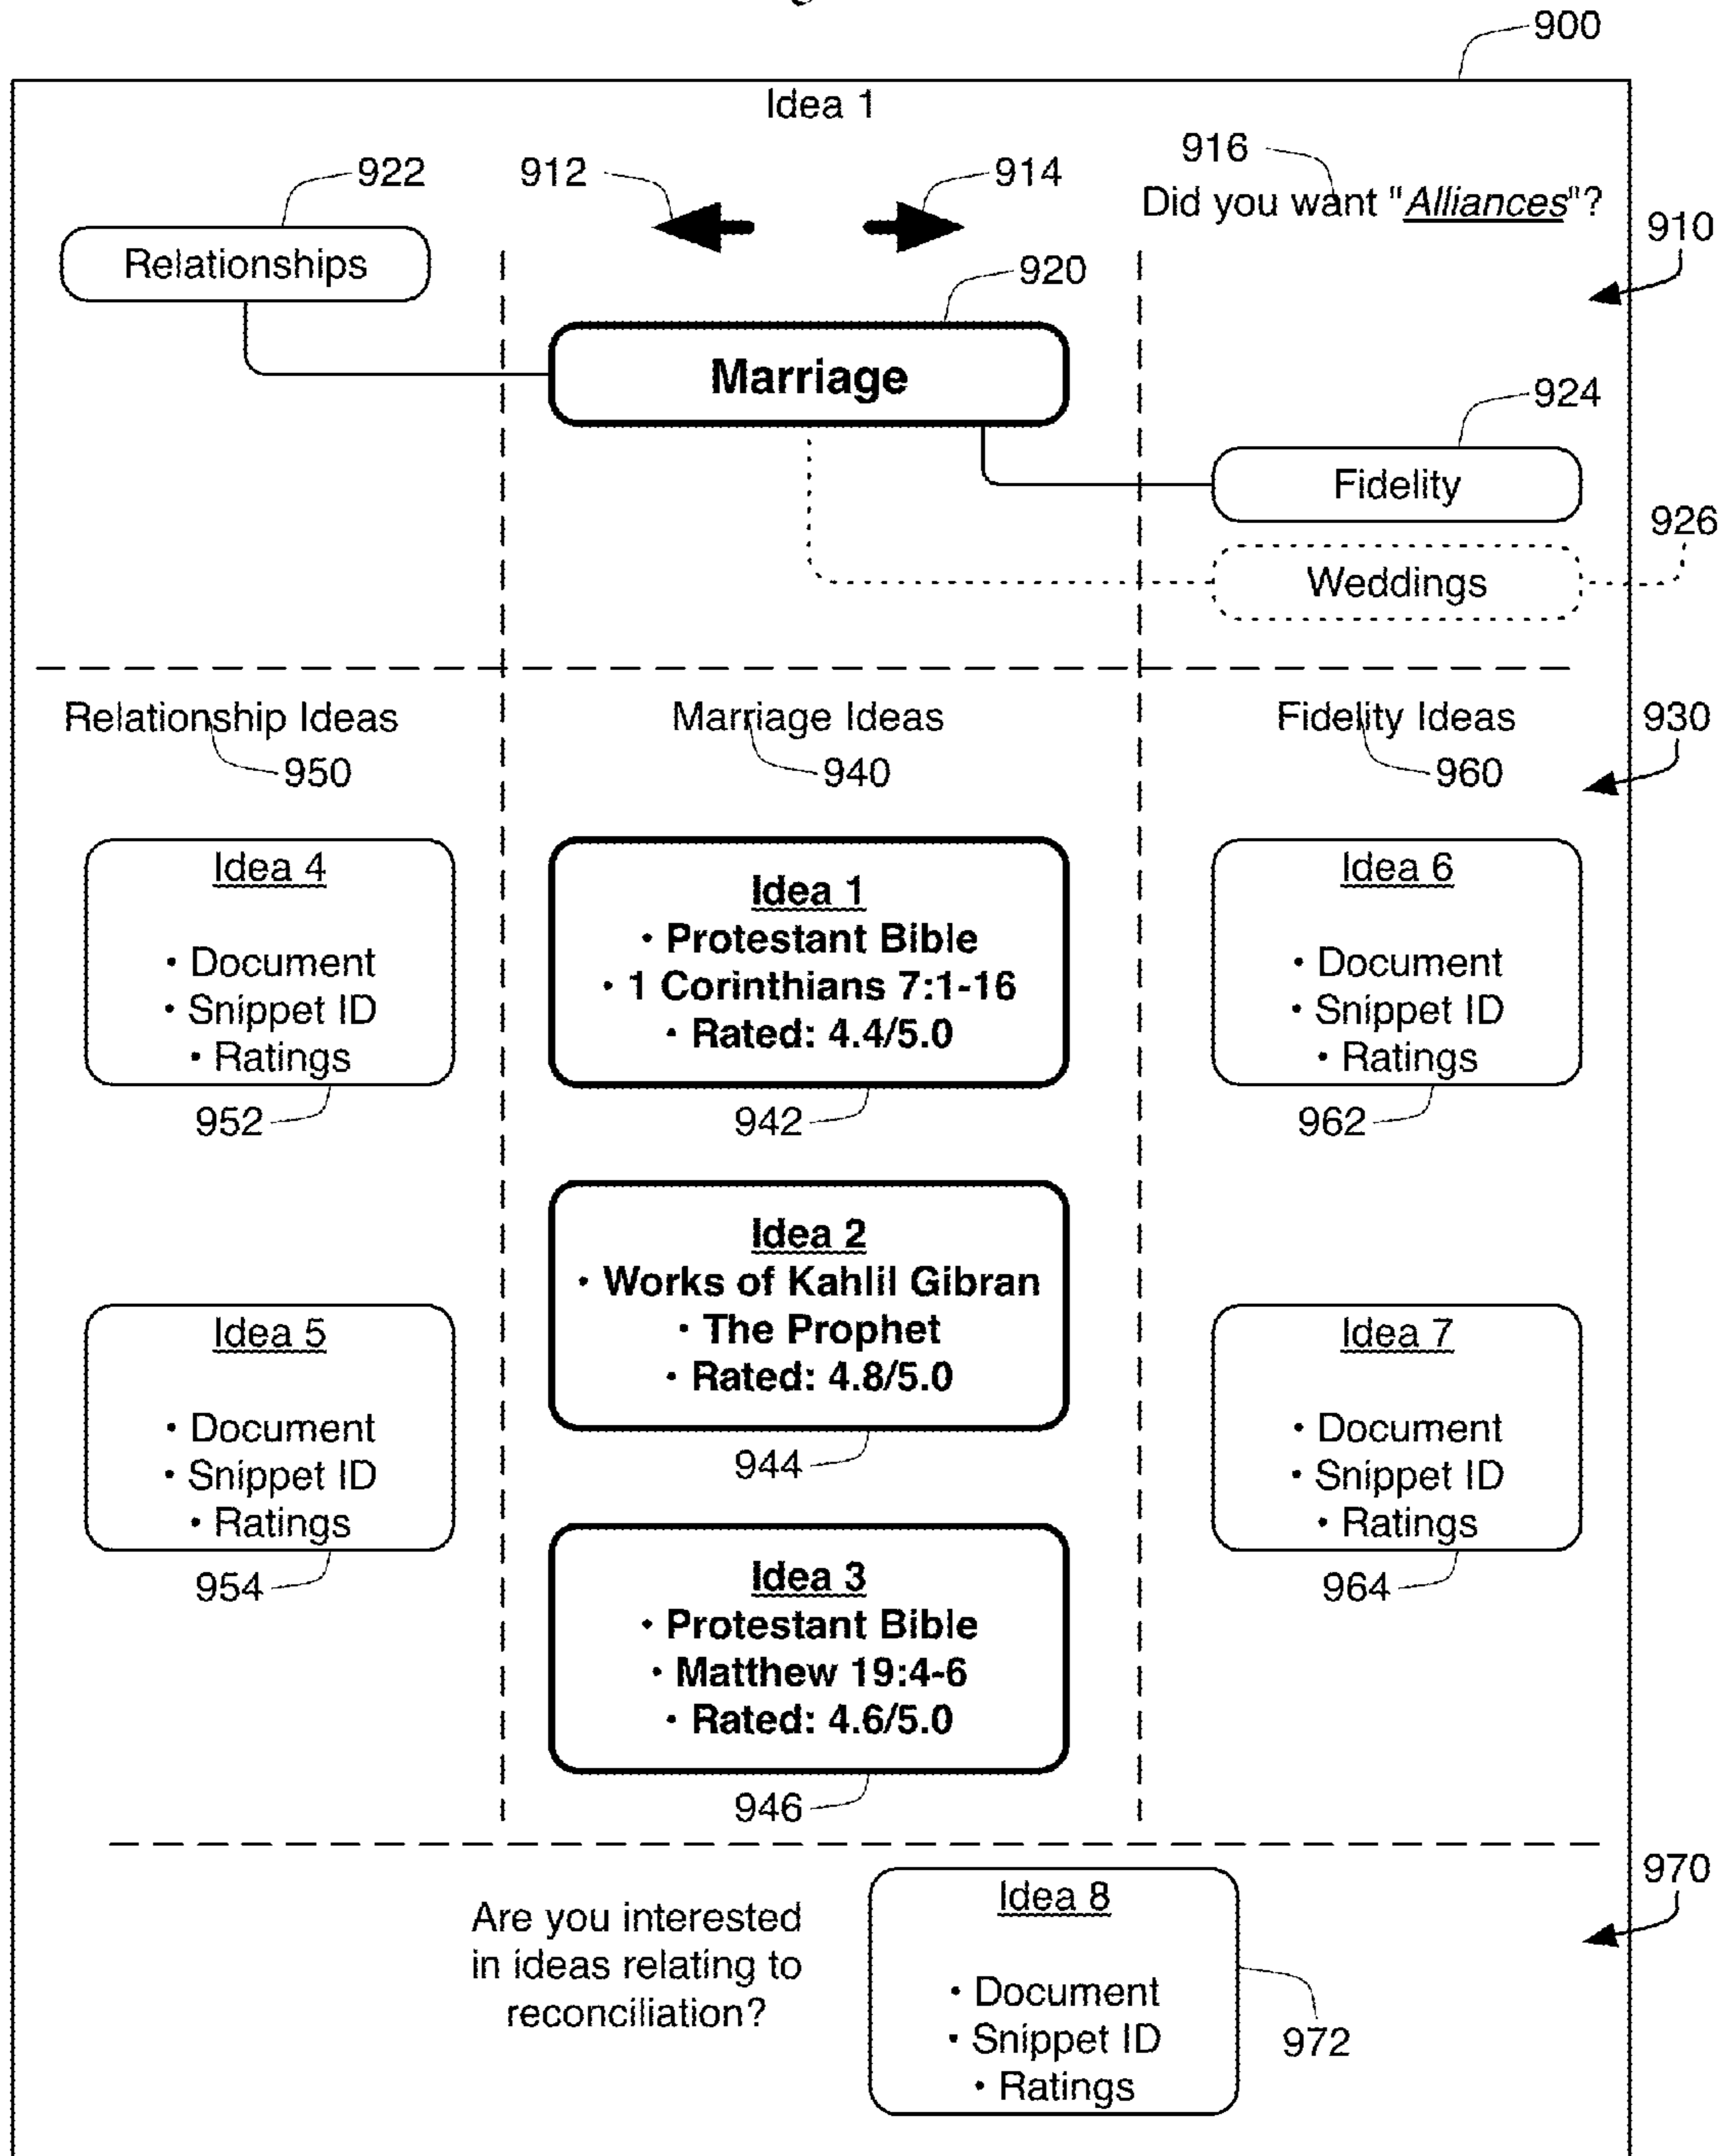 900
Idea 1
916
922
912
914
Did you want "Alliances"?
910
Relationships
920
Marriage
924
Fidelity
926
Weddings
Relationship Ideas
Marriage Ideas
Fidelity Ideas
930
950
940
960
Idea 4
• Document
• Snippet ID
• Ratings
952
Idea 1
• Protestant Bible
• 1 Corinthians 7:1-16
• Rated: 4.4/5.0
942
Idea 6
• Document
• Snippet ID
• Ratings
962
Idea 2
• Works of Kahlil Gibran
• The Prophet
• Rated: 4.8/5.0
944
Idea 5
• Document
• Snippet ID
• Ratings
954
Idea 7
• Document
• Snippet ID
• Ratings
964
Idea 3
• Protestant Bible
• Matthew 19:4-6
• Rated: 4.6/5.0
946
970
Are you interested
in ideas relating to
reconciliation?
Idea 8
• Document
• Snippet ID
• Ratings
972